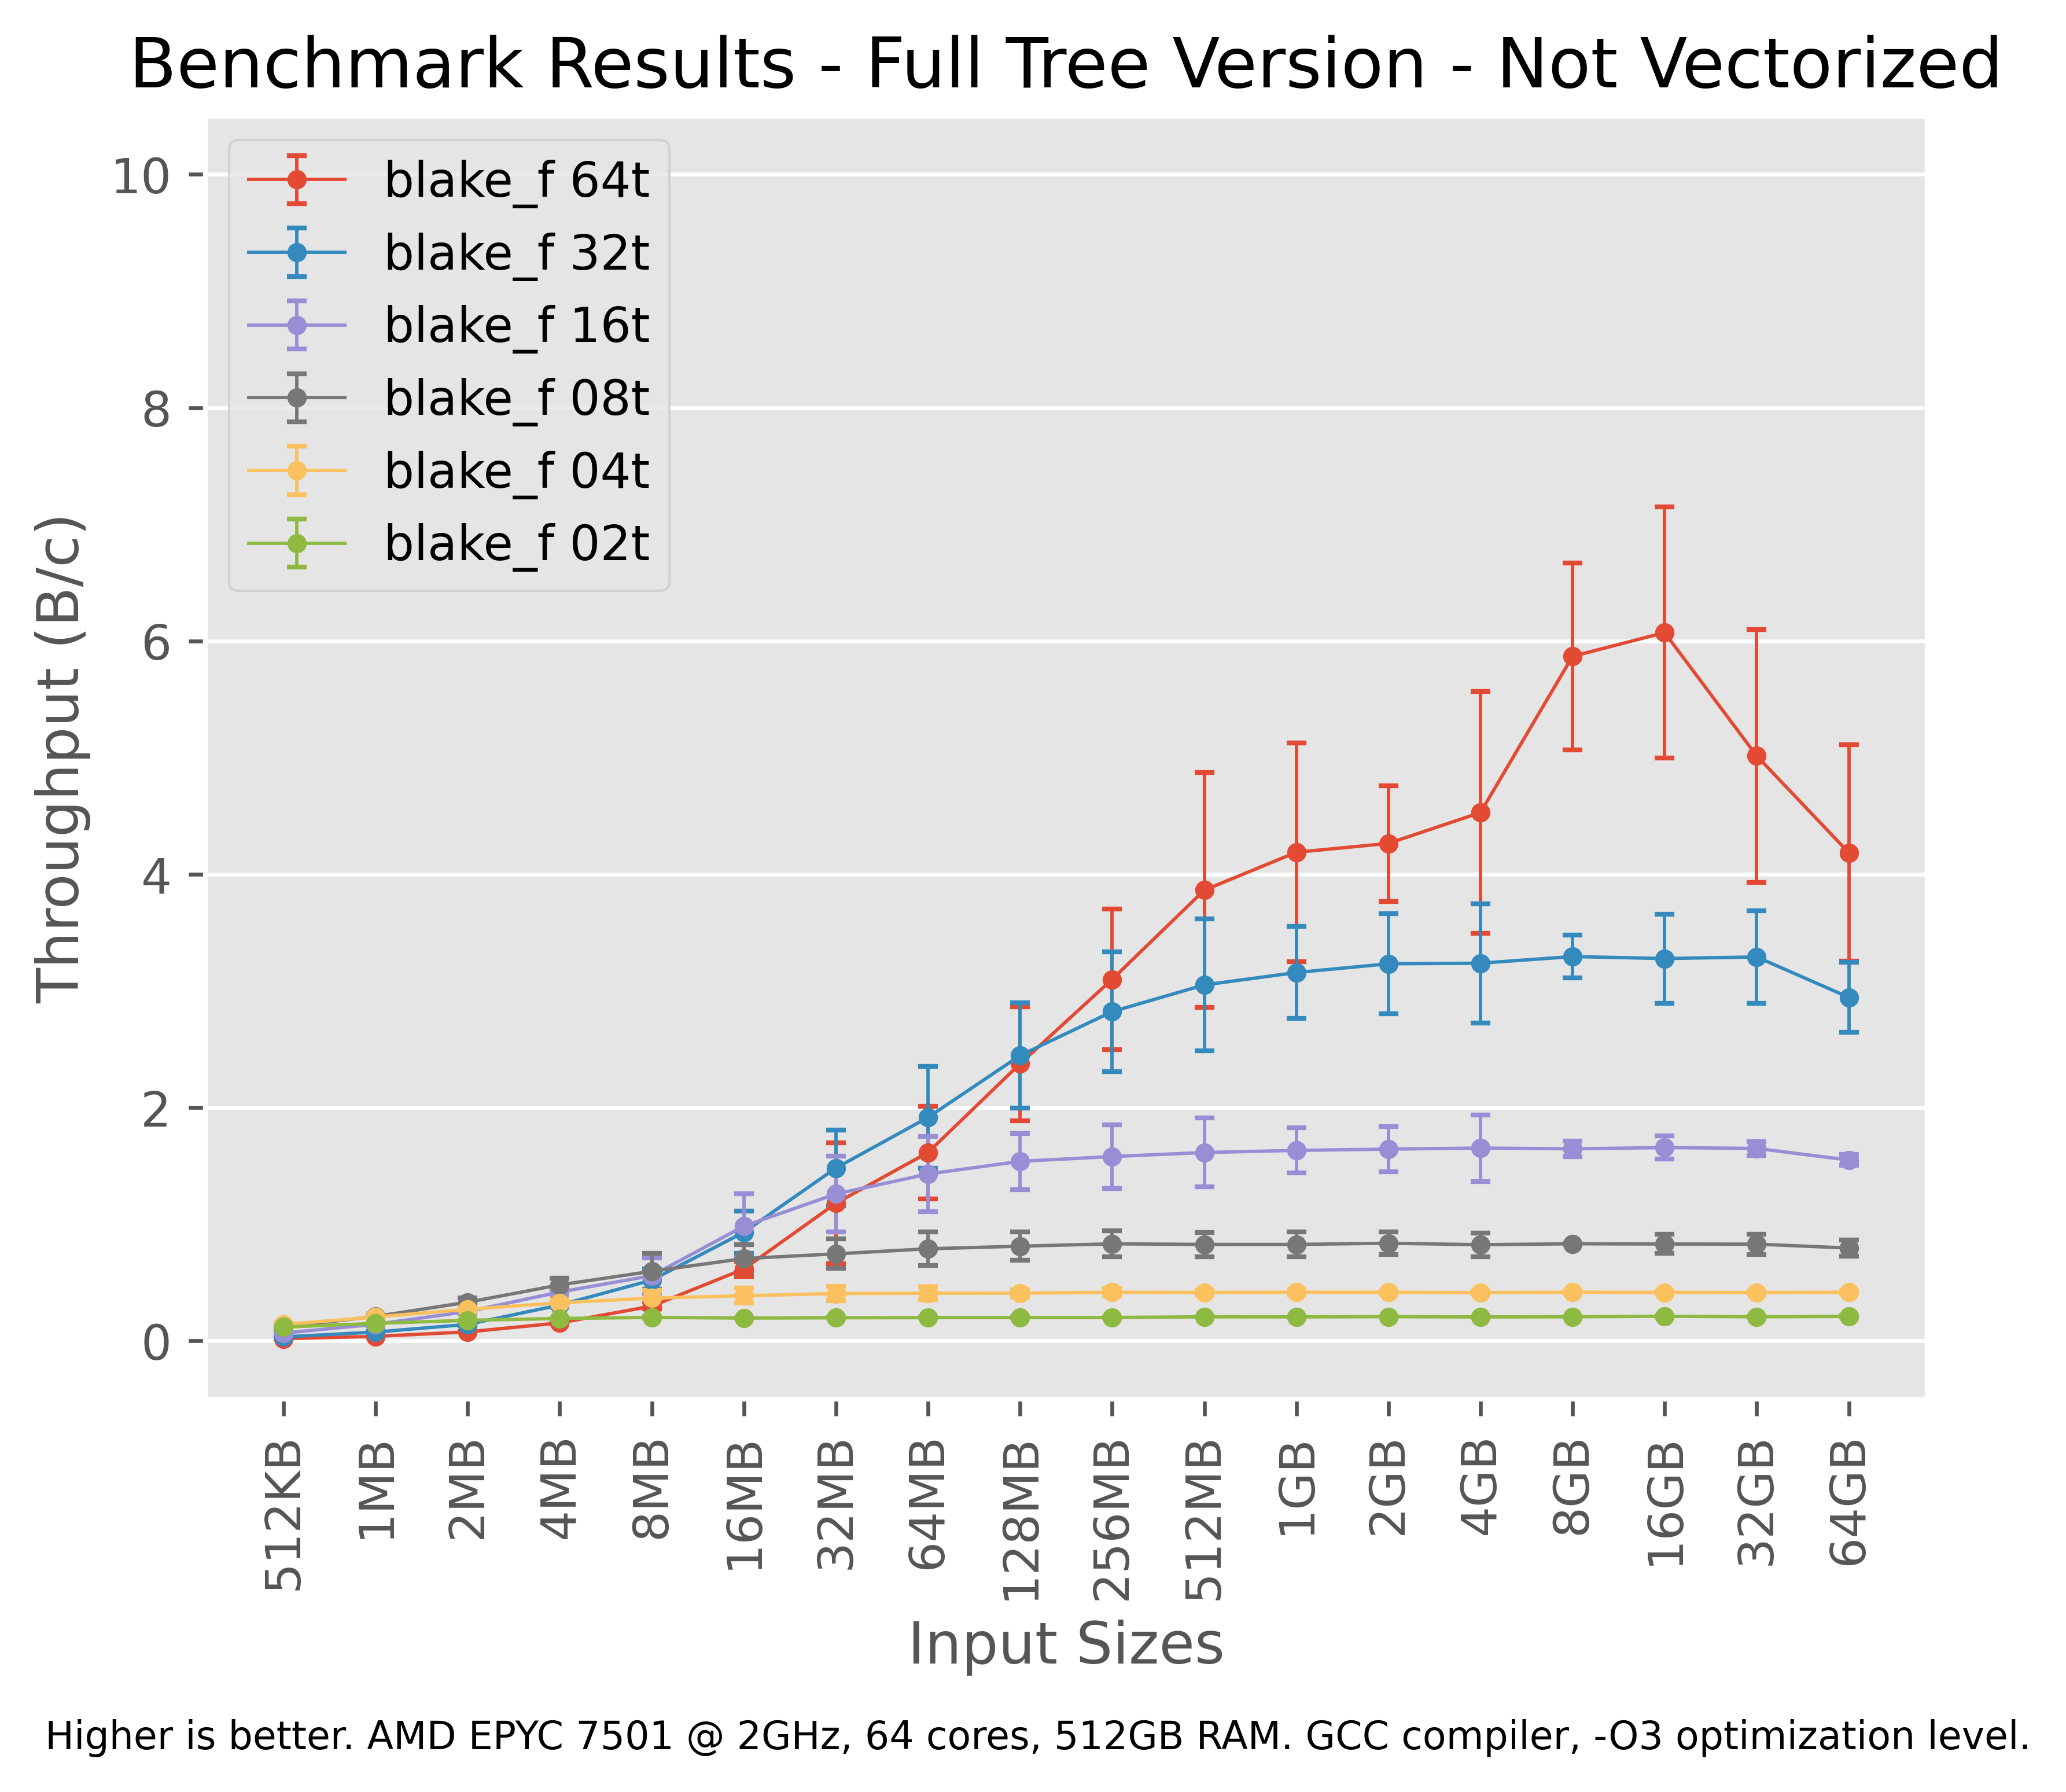 Benchmark Results - Full Tree Version - Not Vectorized
blake_f 64t
blake_f 32t
blake_f 16t
blake_f 08t
blake_f 04t
blake_f 02t
Throughput (B/c)
10
8
6
4
2
0
512KB
1MB
2MB
4MB
8MB
16MB
32MB
64MB
128MB
256MB
512MB
1GB
2GB
4GB
8GB
16GB
32GB
64GB
Input Sizes
Higher is better. AMD EPYC 7501 @ 2GHz, 64 cores, 512GB RAM. GCC compiler, -O3 optimization level.